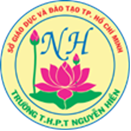 SỞ GIÁO DỤC VÀ ĐÀO TẠO TP. HỒ CHÍ MINH
NH
TRƯỜNG T.H.P.T NGUYỄN HIỀN